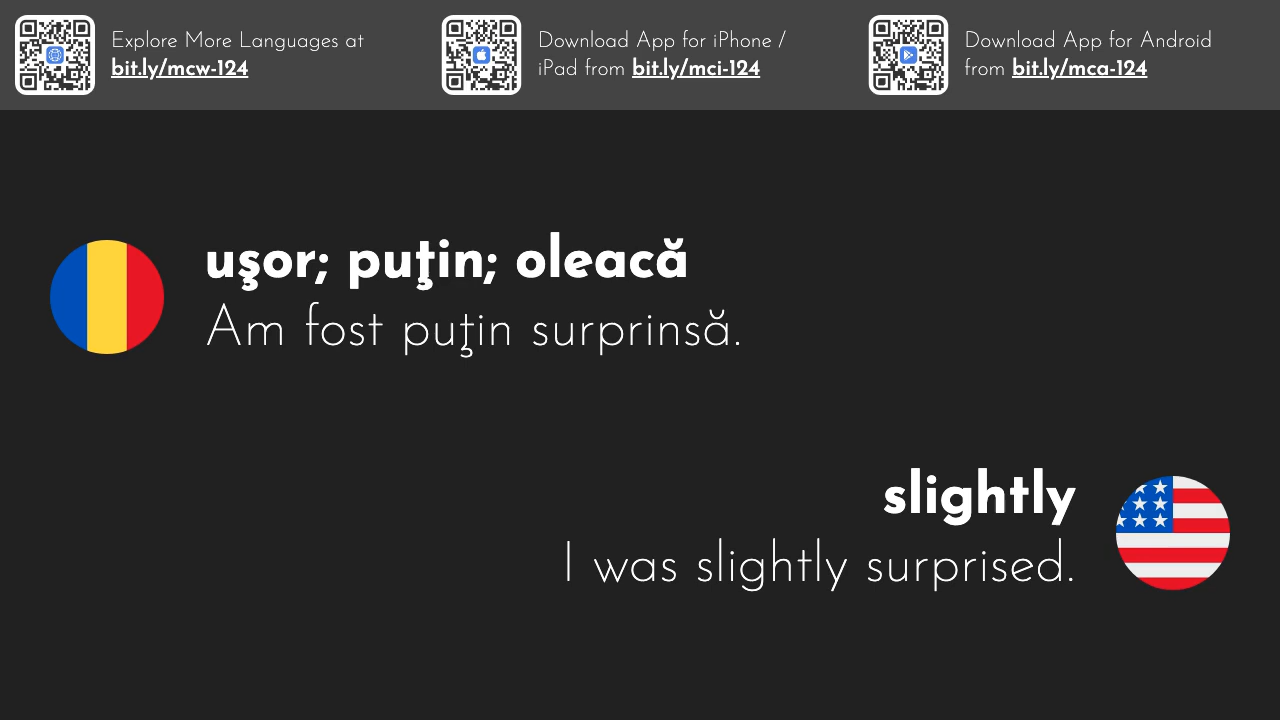 Explore More Languages at
bit.ly/mcw-124
Download App for iPhone /
iPad from bit.ly/mci-124
Download App for Android
from bit.ly/mca-124
uşor; puţin; oleacă
Am fost puţin surprinsă.
slightly
I was slightly surprised.